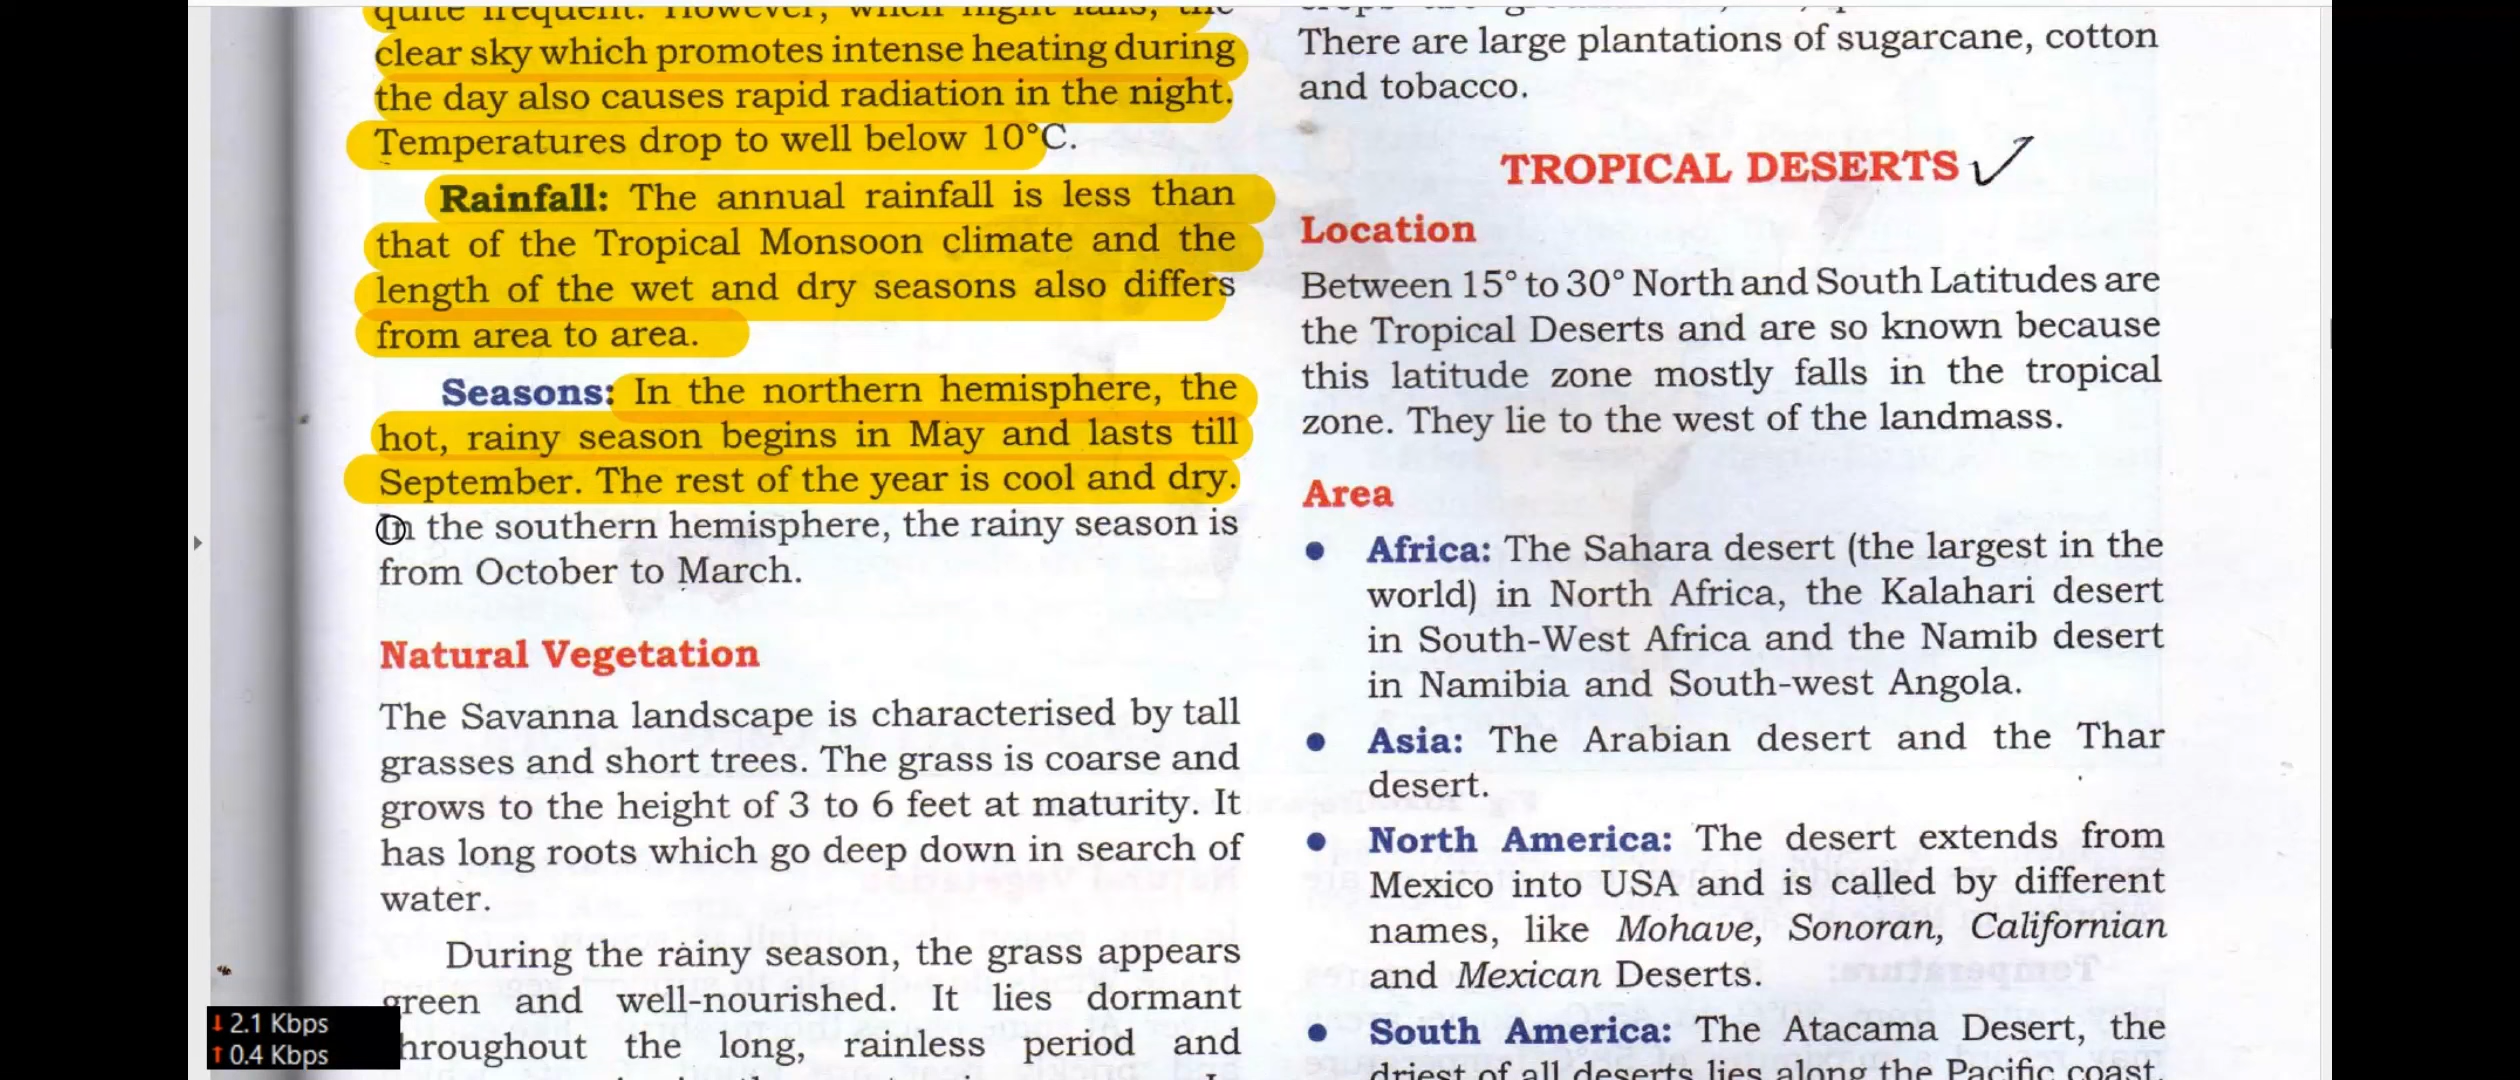 quite frequent. However, when night falls, the
clear sky which promotes intense heating during
the day also causes rapid radiation in the night.
Temperatures drop to well below 10°C.
Rainfall: The annual rainfall is less than
that of the Tropical Monsoon climate and the
length of the wet and dry seasons also differs
from area to area.
Seasons: In the northern hemisphere, the
hot, rainy season begins in May and lasts till
September. The rest of the year is cool and dry.
In the southern hemisphere, the rainy season is
from October to March.
Natural Vegetation
The Savanna landscape is characterised by tall
grasses and short trees. The grass is coarse and
grows to the height of 3 to 6 feet at maturity. It
has long roots which go deep down in search of
water.
During the rainy season, the grass appears
green and well-nourished. It lies dormant
throughout the long, rainless period and
There are large plantations of sugarcane, cotton
and tobacco.
TROPICAL DESERTS
Location
Between 15° to 30° North and South Latitudes are
the Tropical Deserts and are so known because
this latitude zone mostly falls in the tropical
zone. They lie to the west of the landmass.
Area
• Africa: The Sahara desert (the largest in the
world) in North Africa, the Kalahari desert
in South-West Africa and the Namib desert
in Namibia and South-west Angola.
• Asia: The Arabian desert and the Thar
desert.
• North America: The desert extends from
Mexico into USA and is called by different
names, like Mohave, Sonoran, Californian
and Mexican Deserts.
• South America: The Atacama Desert, the
driest of all deserts lies along the Pacific coast.
↓ 2.1 Kbps
↑ 0.4 Kbps